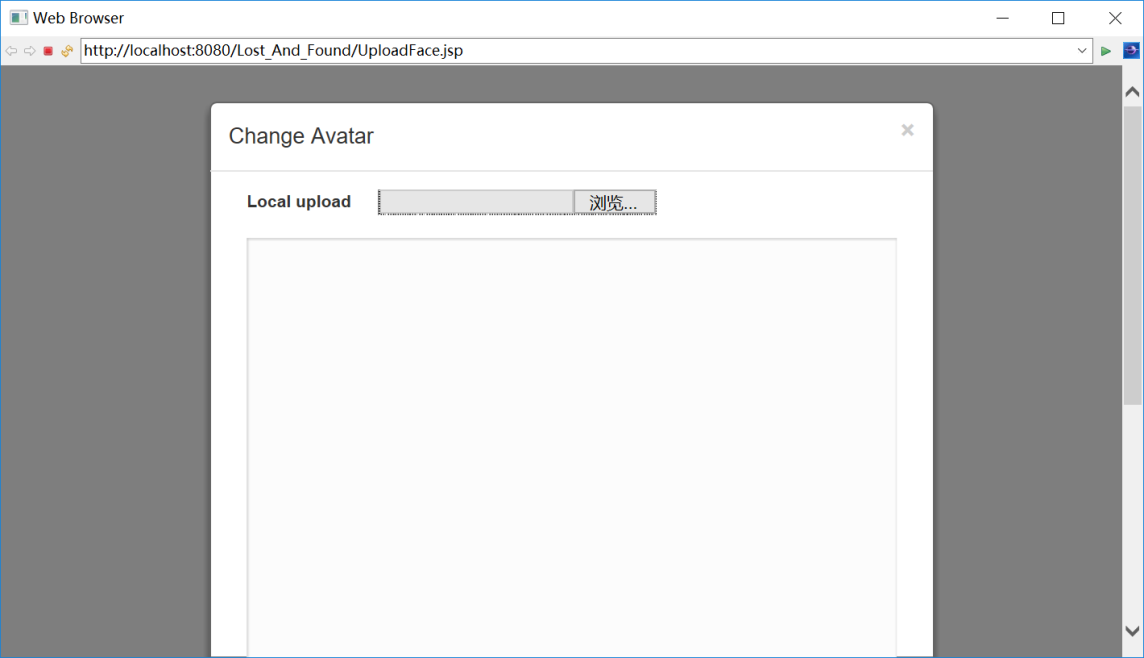 Web Browser
http://localhost:8080/Lost_And_Found/UploadFace.jsp
Change Avatar
Local upload
浏览...